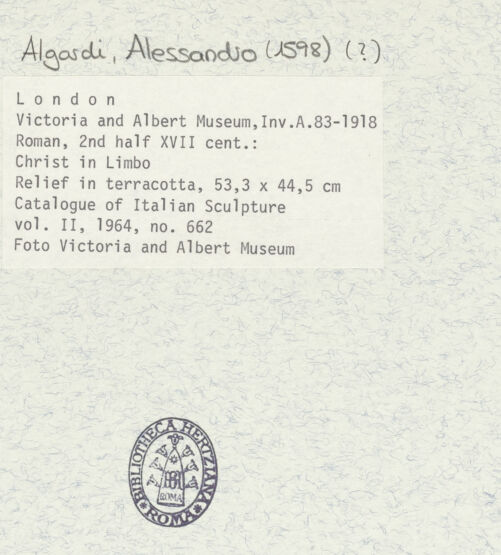 Algardi, Alessandro (1598) (?)
London
Victoria and Albert Museum,Inv.A.83-1918
Roman, 2nd half XVII cent.:
Christ in Limbo
Relief in terracotta, 53,3 x 44,5 cm
Catalogue of Italian Sculpture
vol. II, 1964, no. 662
Foto Victoria and Albert Museum
BIBLIOTHECA HERTZIANA
ROMA
ROMA